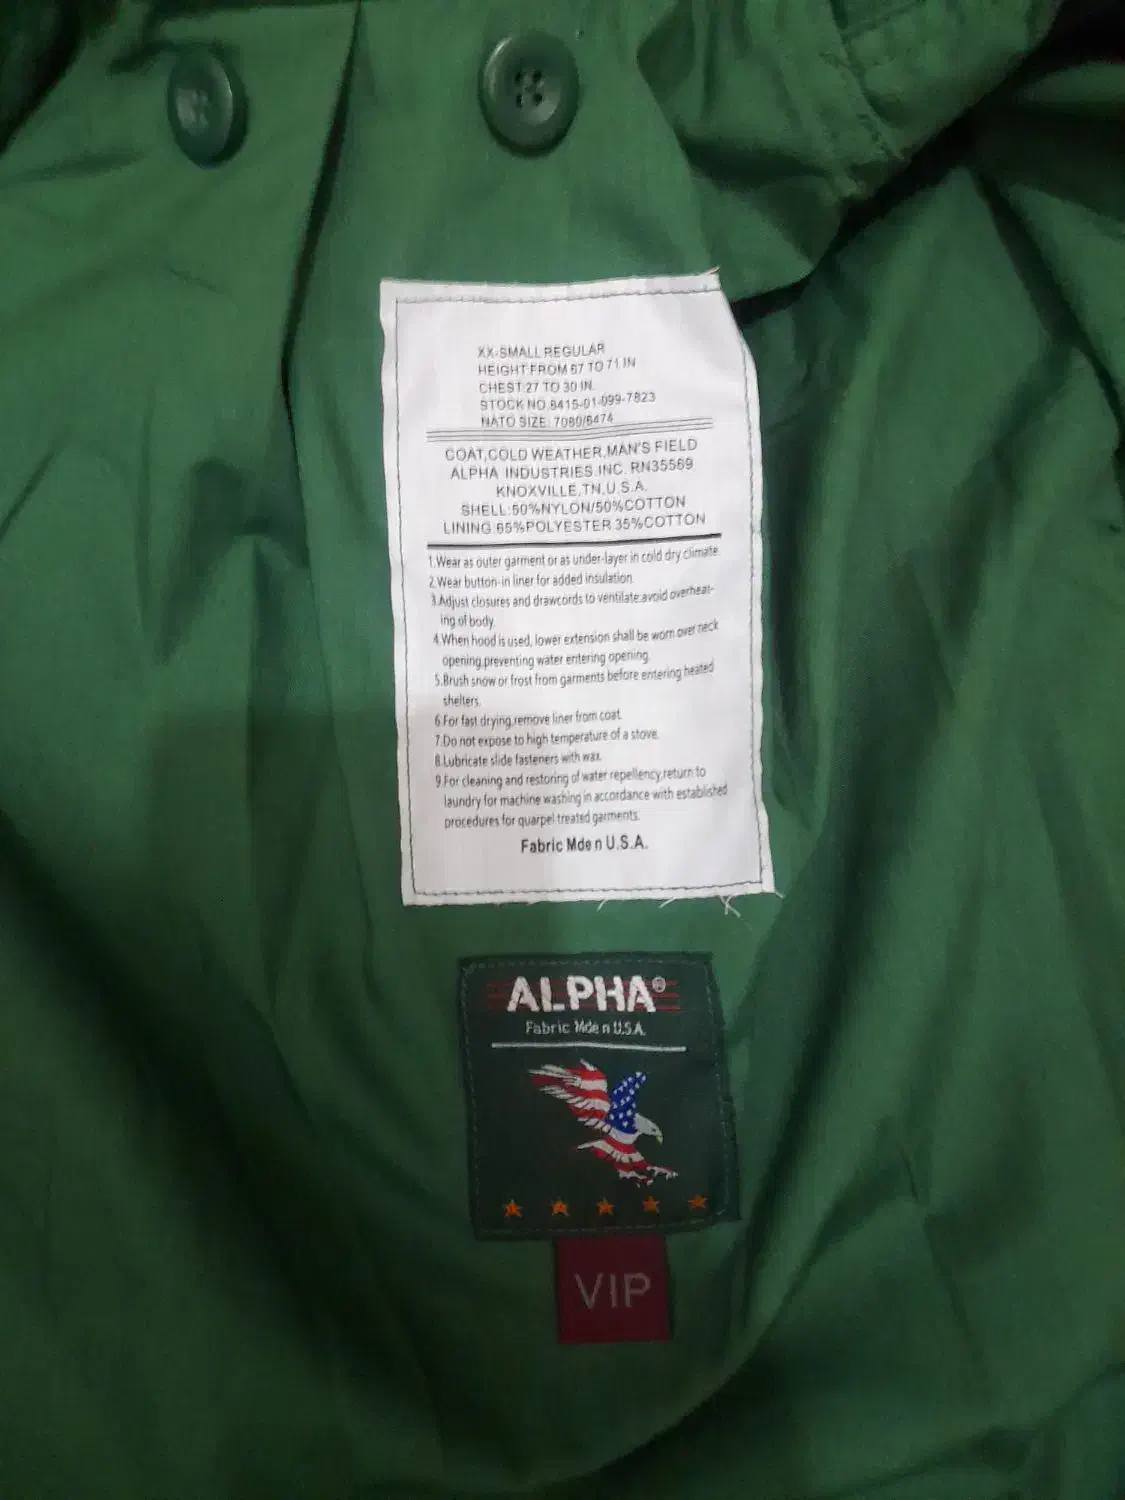 XX-SMALL REGULAR
HEIGHT:FROM 67 TO 71 IN
CHEST:27 TO 30 IN.
STOCK NO.8415-01-099-7823
NATO SIZE: 7080/6474
COAT,COLD WEATHER,MAN'S FIELD
ALPHA INDUSTRIES.INC. RN35569
KNOXVILLE,TN,U.S.A.
SHELL:50%NYLON/50%COTTON
LINING:65%POLYESTER 35%COTTON
1.Wear as outer garment or as under-layer in cold dry climate.
2.Wear button-in liner for added insulation.
3.Adjust closures and drawcords to ventilate:avoid overheat-
ing of body.
4.When hood is used, lower extension shall be worn over neck
opening,preventing water entering opening.
5.Brush snow or frost from garments before entering heated
shelters.
6.For fast drying,remove liner from coat.
7.Do not expose to high temperature of a stove.
8.Lubricate slide fasteners with wax.
9.For cleaning and restoring of water repellency,return to
laundry for machine washing in accordance with established
procedures for quarpel treated garments.
Fabric Mde n U.S.A.
ALPHA®
Fabric Mde n U.S.A.
VIP